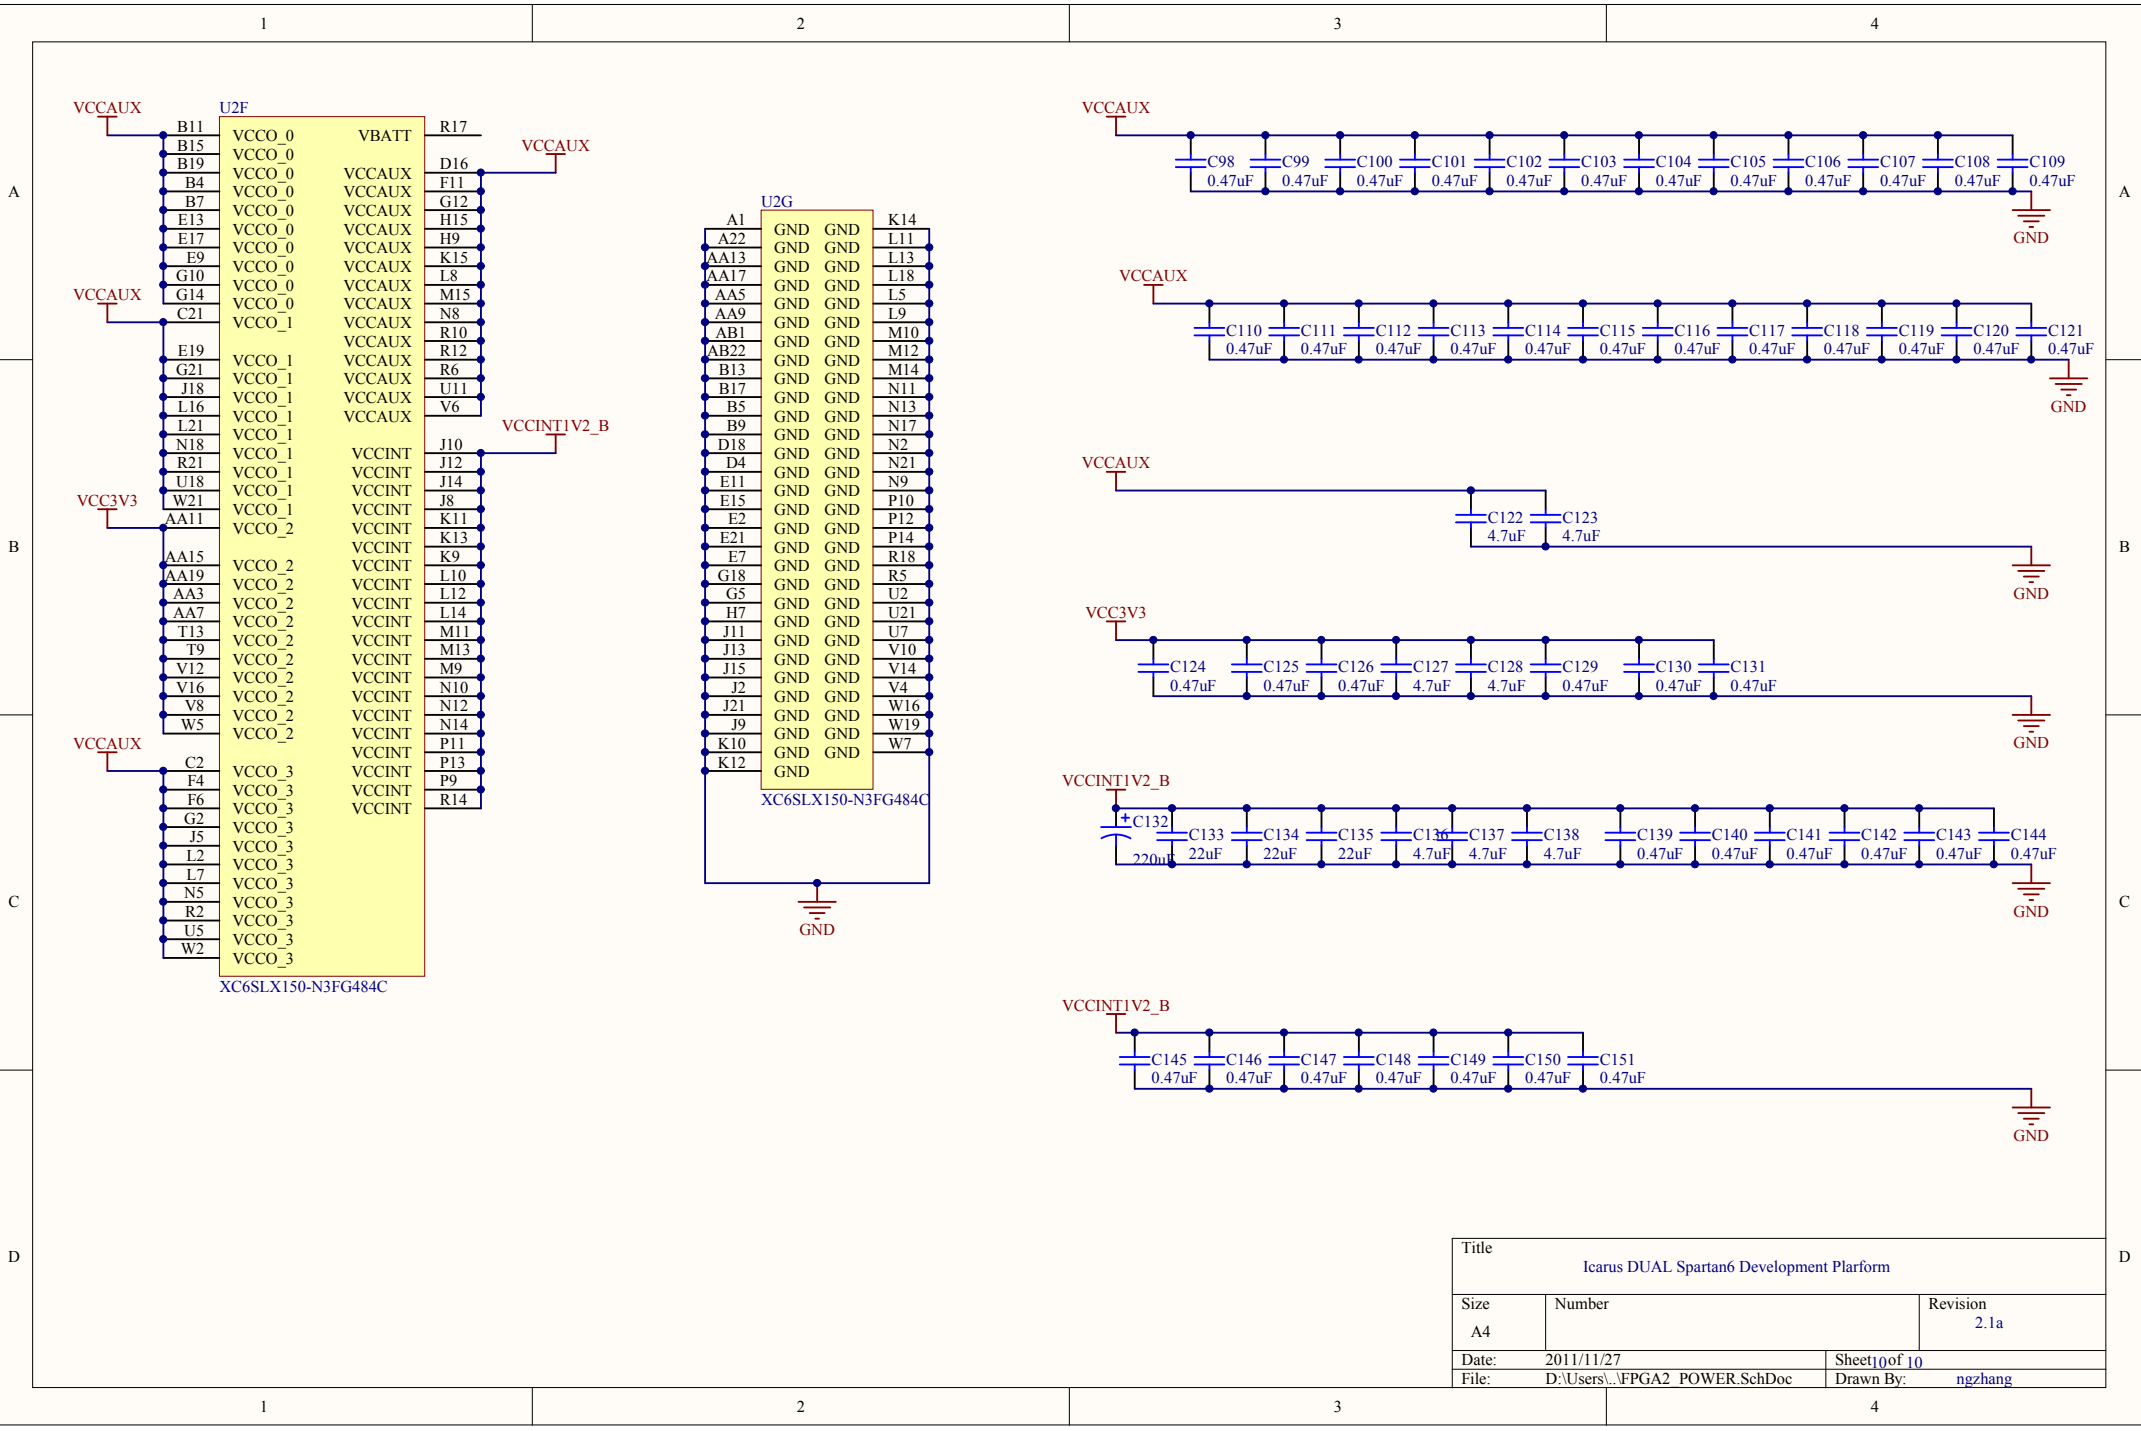 1 2 3 4
A
B
C
D
A
B
C
D
VCCAUX
U2F
B11 VCCO_0 VBATT R17
B15 VCCO_0
VCCAUX
B19 VCCO_0 VCCAUX D16
B4 VCCO_0 VCCAUX F11
B7 VCCO_0 VCCAUX G12
E13 VCCO_0 VCCAUX H15
E17 VCCO_0 VCCAUX H9
E9 VCCO_0 VCCAUX K15
G10 VCCO_0 VCCAUX L8
VCCAUX
G14 VCCO_0 VCCAUX M15
C21 VCCO_1 VCCAUX N8
VCCAUX R10
E19 VCCO_1 VCCAUX R12
G21 VCCO_1 VCCAUX R6
J18 VCCO_1 VCCAUX U11
L16 VCCO_1 VCCAUX V6
L21 VCCO_1
VCCINT1V2_B
N18 VCCO_1 VCCINT J10
R21 VCCO_1 VCCINT J12
U18 VCCO_1 VCCINT J14
VCC3V3
W21 VCCO_1 VCCINT J8
AA11 VCCO_2 VCCINT K11
VCCINT K13
AA15 VCCO_2 VCCINT K9
AA19 VCCO_2 VCCINT L10
AA3 VCCO_2 VCCINT L12
AA7 VCCO_2 VCCINT L14
T13 VCCO_2 VCCINT M11
T9 VCCO_2 VCCINT M13
V12 VCCO_2 VCCINT M9
V16 VCCO_2 VCCINT N10
V8 VCCO_2 VCCINT N12
W5 VCCO_2 VCCINT N14
VCCAUX
VCCINT P11
C2 VCCO_3 VCCINT P13
F4 VCCO_3 VCCINT P9
F6 VCCO_3 VCCINT R14
G2 VCCO_3
J5 VCCO_3
L2 VCCO_3
L7 VCCO_3
N5 VCCO_3
R2 VCCO_3
U5 VCCO_3
W2 VCCO_3
XC6SLX150-N3FG484C
U2G
A1 GND GND K14
A22 GND GND L11
AA13 GND GND L13
AA17 GND GND L18
AA5 GND GND L5
AA9 GND GND L9
AB1 GND GND M10
AB22 GND GND M12
B13 GND GND M14
B17 GND GND N11
B5 GND GND N13
B9 GND GND N17
D18 GND GND N2
D4 GND GND N21
E11 GND GND N9
E15 GND GND P10
E2 GND GND P12
E21 GND GND P14
E7 GND GND R18
G18 GND GND R5
G5 GND GND U2
H7 GND GND U21
J11 GND GND U7
J13 GND GND V10
J15 GND GND V14
J2 GND GND V4
J21 GND GND W16
J9 GND GND W19
K10 GND GND W7
K12 GND
XC6SLX150-N3FG484C
GND
VCCAUX
C98 C99 C100 C101 C102 C103 C104 C105 C106 C107 C108 C109
0.47uF 0.47uF 0.47uF 0.47uF 0.47uF 0.47uF 0.47uF 0.47uF 0.47uF 0.47uF 0.47uF 0.47uF
GND
VCCAUX
C110 C111 C112 C113 C114 C115 C116 C117 C118 C119 C120 C121
0.47uF 0.47uF 0.47uF 0.47uF 0.47uF 0.47uF 0.47uF 0.47uF 0.47uF 0.47uF 0.47uF 0.47uF
GND
VCCAUX
C122 C123
4.7uF 4.7uF
GND
VCC3V3
C124 C125 C126 C127 C128 C129 C130 C131
0.47uF 0.47uF 0.47uF 4.7uF 4.7uF 0.47uF 0.47uF 0.47uF
GND
VCCINT1V2_B
+ C132 C133 C134 C135 C136 C137 C138 C139 C140 C141 C142 C143 C144
220uF 22uF 22uF 22uF 4.7uF 4.7uF 4.7uF 0.47uF 0.47uF 0.47uF 0.47uF 0.47uF 0.47uF
GND
VCCINT1V2_B
C145 C146 C147 C148 C149 C150 C151
0.47uF 0.47uF 0.47uF 0.47uF 0.47uF 0.47uF 0.47uF
GND
Title
Icarus DUAL Spartan6 Development Plarform
Size Number Revision
A4 2.1a
Date: 2011/11/27 Sheet 10 of 10
File: D:\Users\..\FPGA2_POWER.SchDoc Drawn By: ngzhang
1 2 3 4